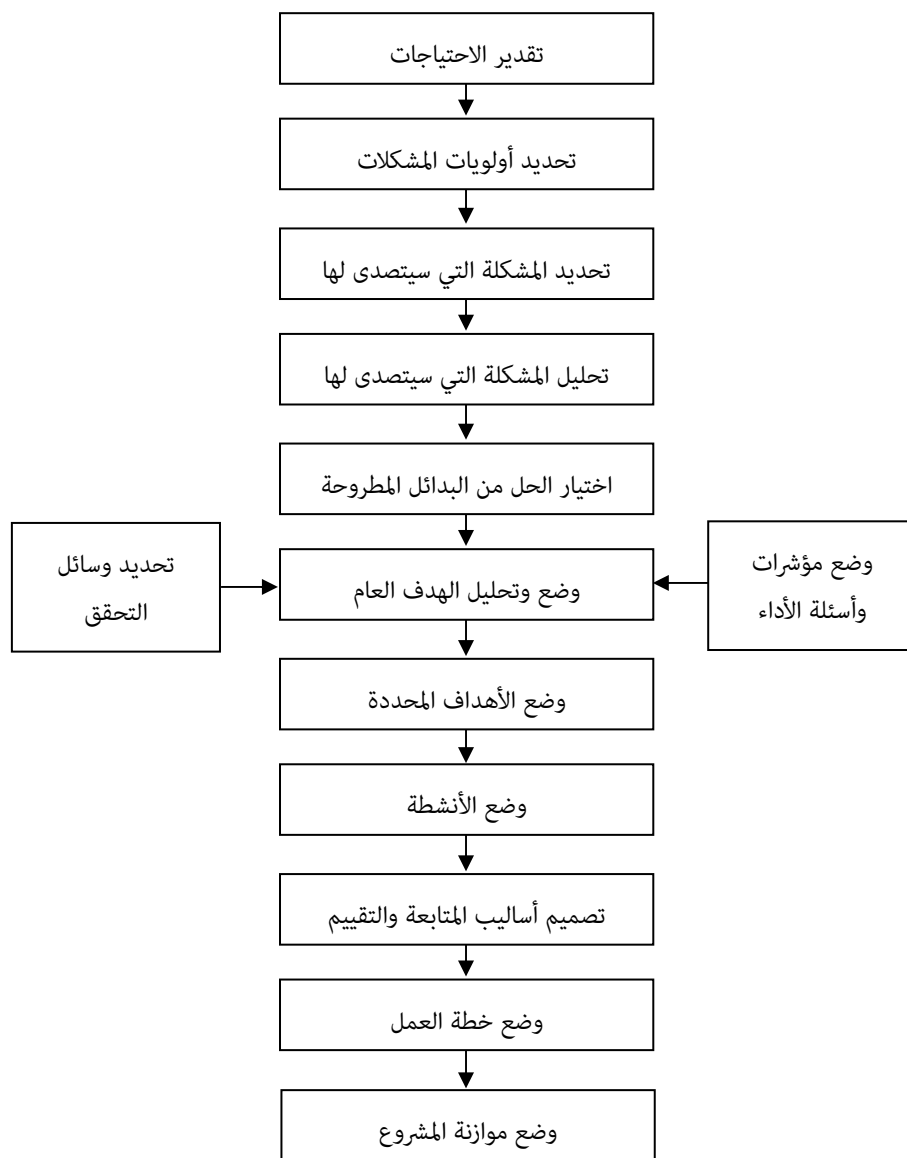 تقدير الاحتياجات
تحديد أولويات المشكلات
تحديد المشكلة التي سيتصدى لها
تحليل المشكلة التي سيتصدى لها
اختيار الحل من البدائل المطروحة
وضع مؤشرات
وأسئلة الأداء
وضع وتحليل الهدف العام
تحديد وسائل
التحقق
وضع الأهداف المحددة
وضع الأنشطة
تصميم أساليب المتابعة والتقييم
وضع خطة العمل
وضع موازنة المشروع